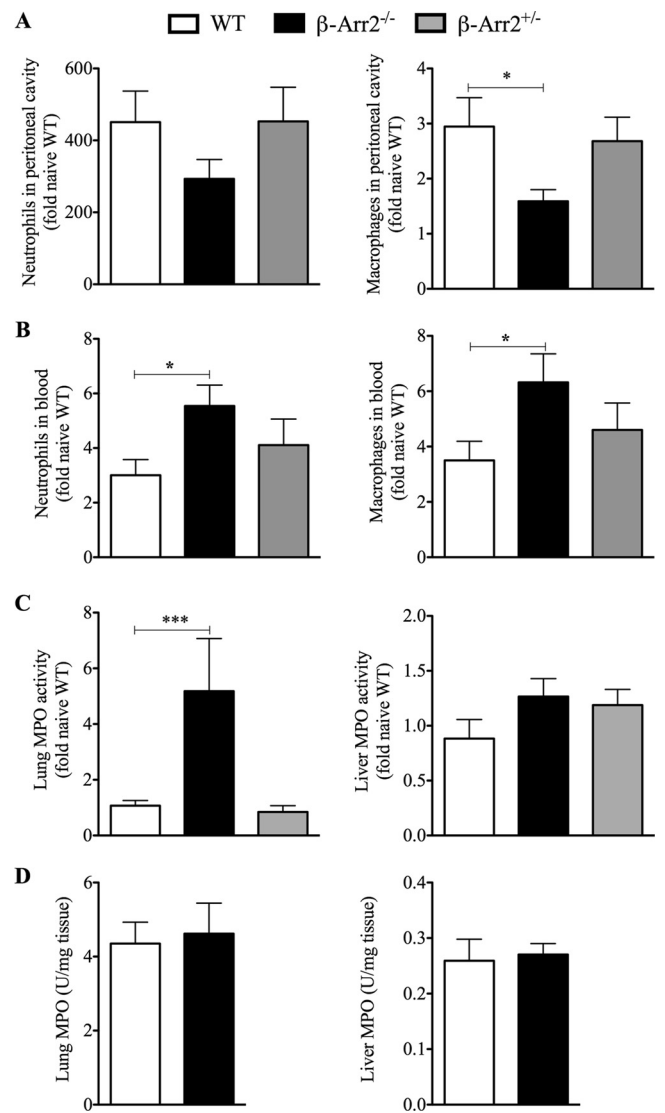 A
WT β-Arr2-/- β-Arr2+/-
Neutrophils in peritoneal cavity
(fold naive WT)
600
400
200
0
Macrophages in peritoneal cavity
(fold naive WT)
4
3
2
1
0
*
B
Neutrophils in blood
(fold naive WT)
8
6
4
2
0
*
Macrophages in blood
(fold naive WT)
8
6
4
2
0
*
C
Lung MPO activity
(fold naive WT)
8
6
4
2
0
***
Liver MPO activity
(fold naive WT)
2.0
1.5
1.0
0.5
0.0
D
Lung MPO (U/mg tissue)
6
4
2
0
Liver MPO (U/mg tissue)
0.4
0.3
0.2
0.1
0.0